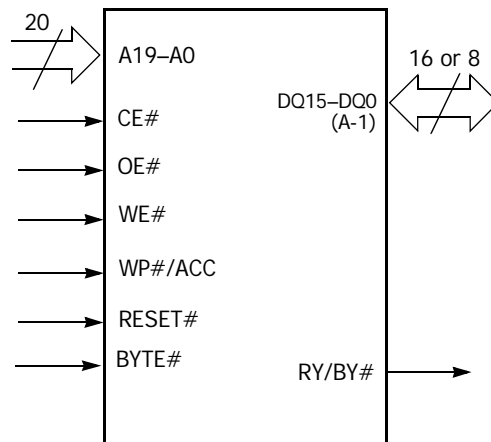 20
A19–A0
16 or 8
DQ15–DQ0
(A-1)
CE#
OE#
WE#
WP#/ACC
RESET#
BYTE#
RY/BY#